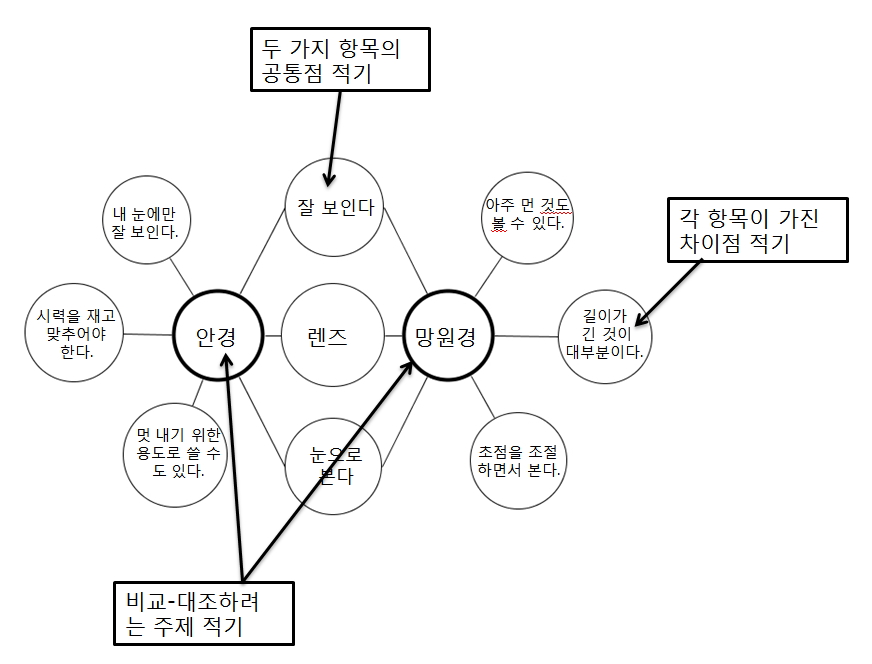 두 가지 항목의
공통점 적기
내 눈에만
잘 보인다.
잘 보인다
아주 먼 것도
볼 수 있다.
각 항목이 가진
차이점 적기
시력을 재고
맞추어야
한다.
안경
렌즈
망원경
길이가
긴 것이
대부분이다.
멋 내기 위한
용도로 쓸 수
도 있다.
눈으로
본다
초점을 조절
하면서 본다.
비교-대조하려
는 주제 적기